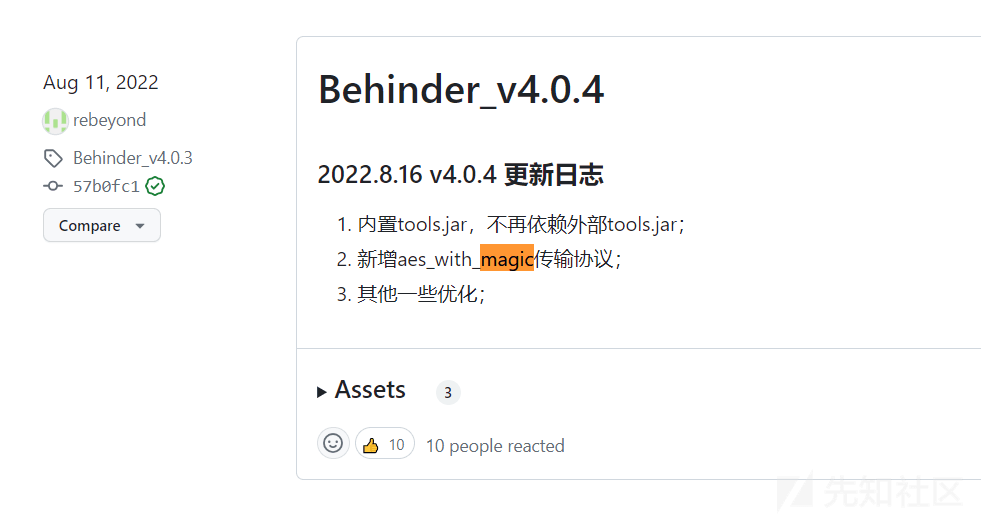 Aug 11, 2022
rebeyond
Behinder_v4.0.3
57b0fc1
Compare
Behinder_v4.0.4
2022.8.16 v4.0.4 更新日志
1. 内置tools.jar，不再依赖外部tools.jar；
2. 新增aes_with_magic传输协议；
3. 其他一些优化；
Assets 3
👍 10 10 people reacted
先知社区